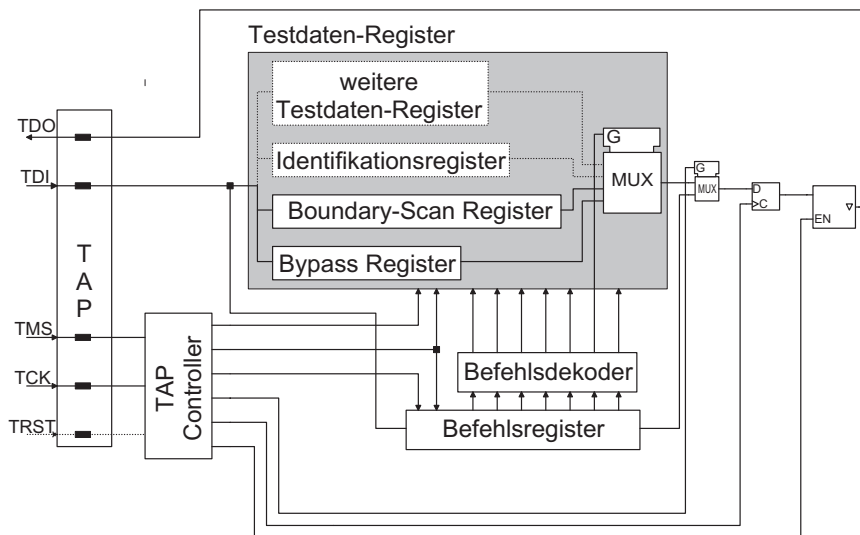 Testdaten-Register
weitere
Testdaten-Register
TDO
G
Identifikationsregister
TDI
MUX
G
MUX
D
C
Boundary-Scan Register
EN
Bypass Register
TAP
TMS
TAP
Controller
TCK
Befehlsdekoder
TRST
Befehlsregister